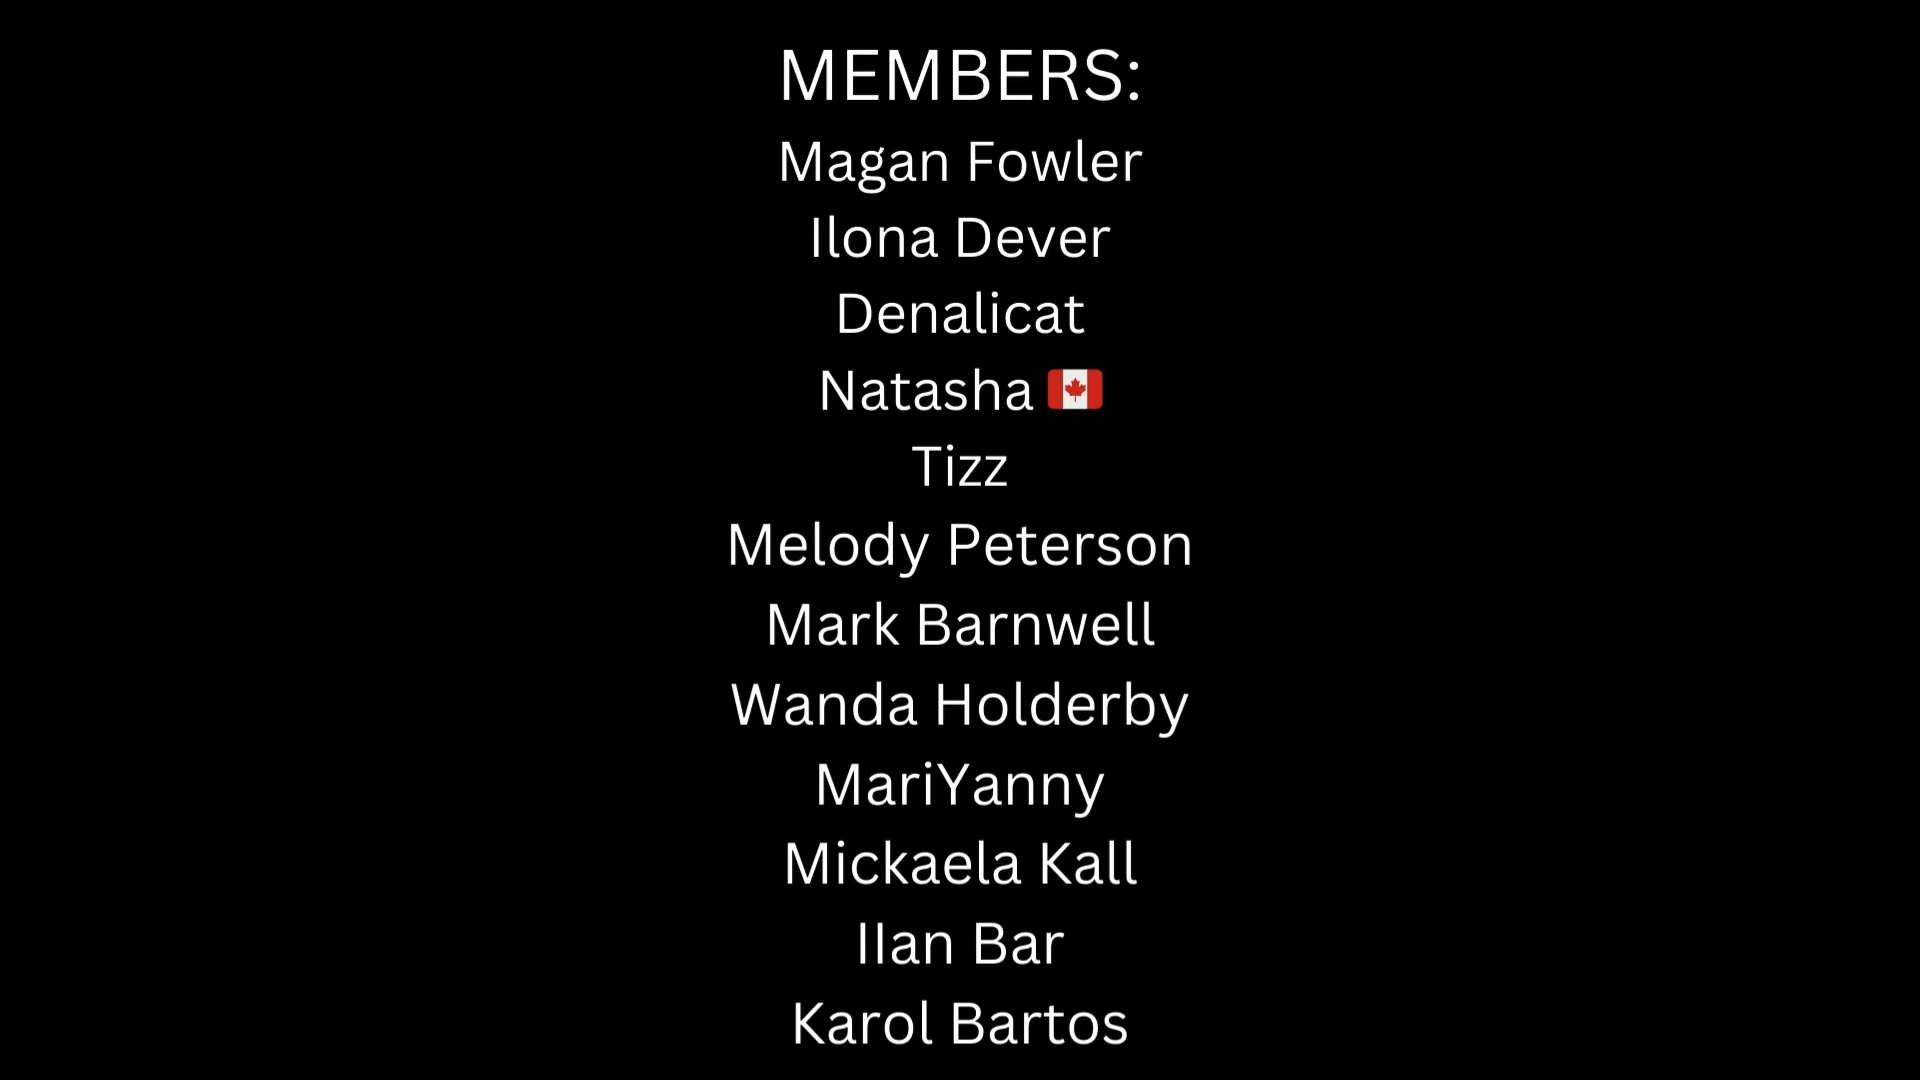 MEMBERS:
Magan Fowler
Ilona Dever
Denalicat
Natasha 🇨🇦
Tizz
Melody Peterson
Mark Barnwell
Wanda Holderby
MariYanny
Mickaela Kall
IIan Bar
Karol Bartos